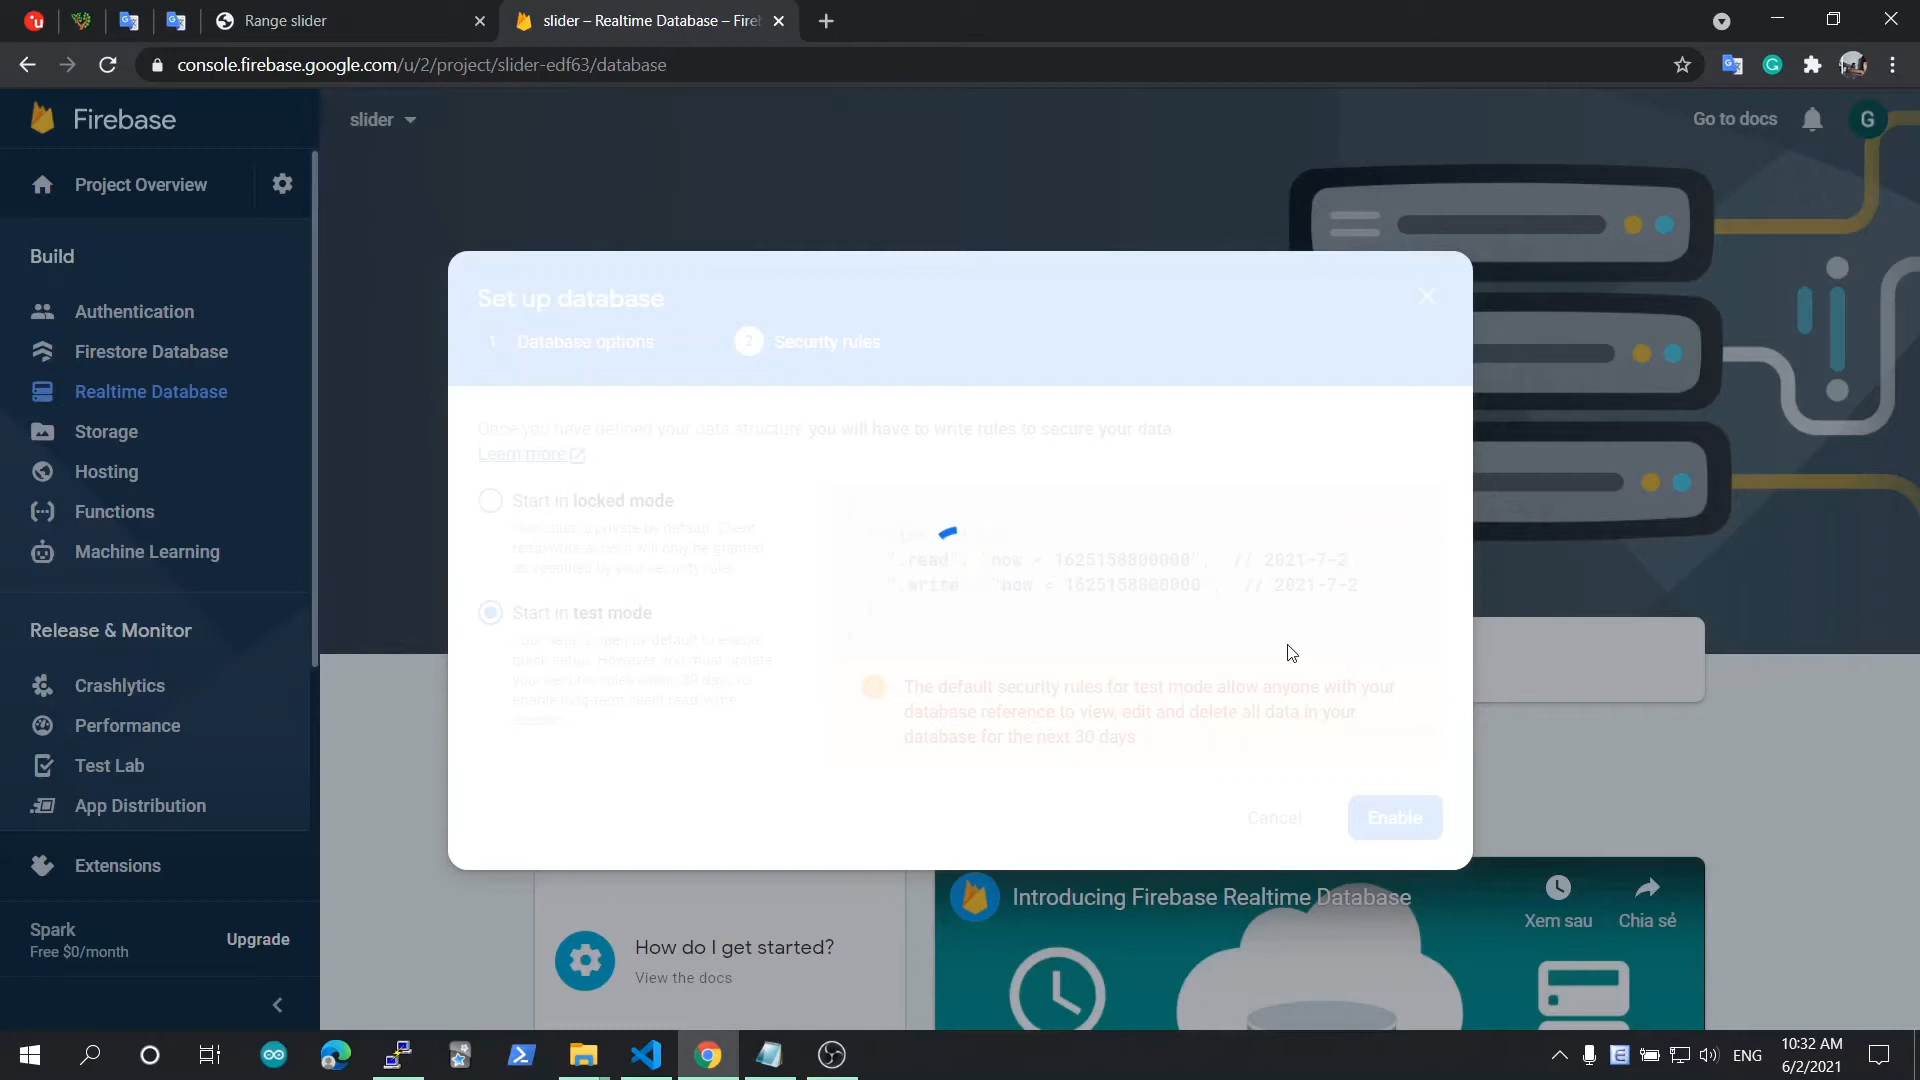 Range slider
slider – Realtime Database – Fire
console.firebase.google.com/u/2/project/slider-edf63/database
Firebase
slider
Go to docs
G
Project Overview
Build
Authentication
Firestore Database
Realtime Database
Storage
Hosting
Functions
Machine Learning
Release & Monitor
Crashlytics
Performance
Test Lab
App Distribution
Extensions
Spark
Free $0/month
Upgrade
Set up database
1 Database options
2 Security rules
Once you have defined your data structure you will have to write rules to secure your data
Learn more
Start in locked mode
Start in test mode
".read": "now < 1625158800000", // 2021-7-2
".write": "now < 1625158800000", // 2021-7-2
The default security rules for test mode allow anyone with your
database reference to view, edit and delete all data in your
database for the next 30 days
Cancel
Enable
How do I get started?
View the docs
Introducing Firebase Realtime Database
Xem sau
Chia sẻ
ENG
10:32 AM
6/2/2021